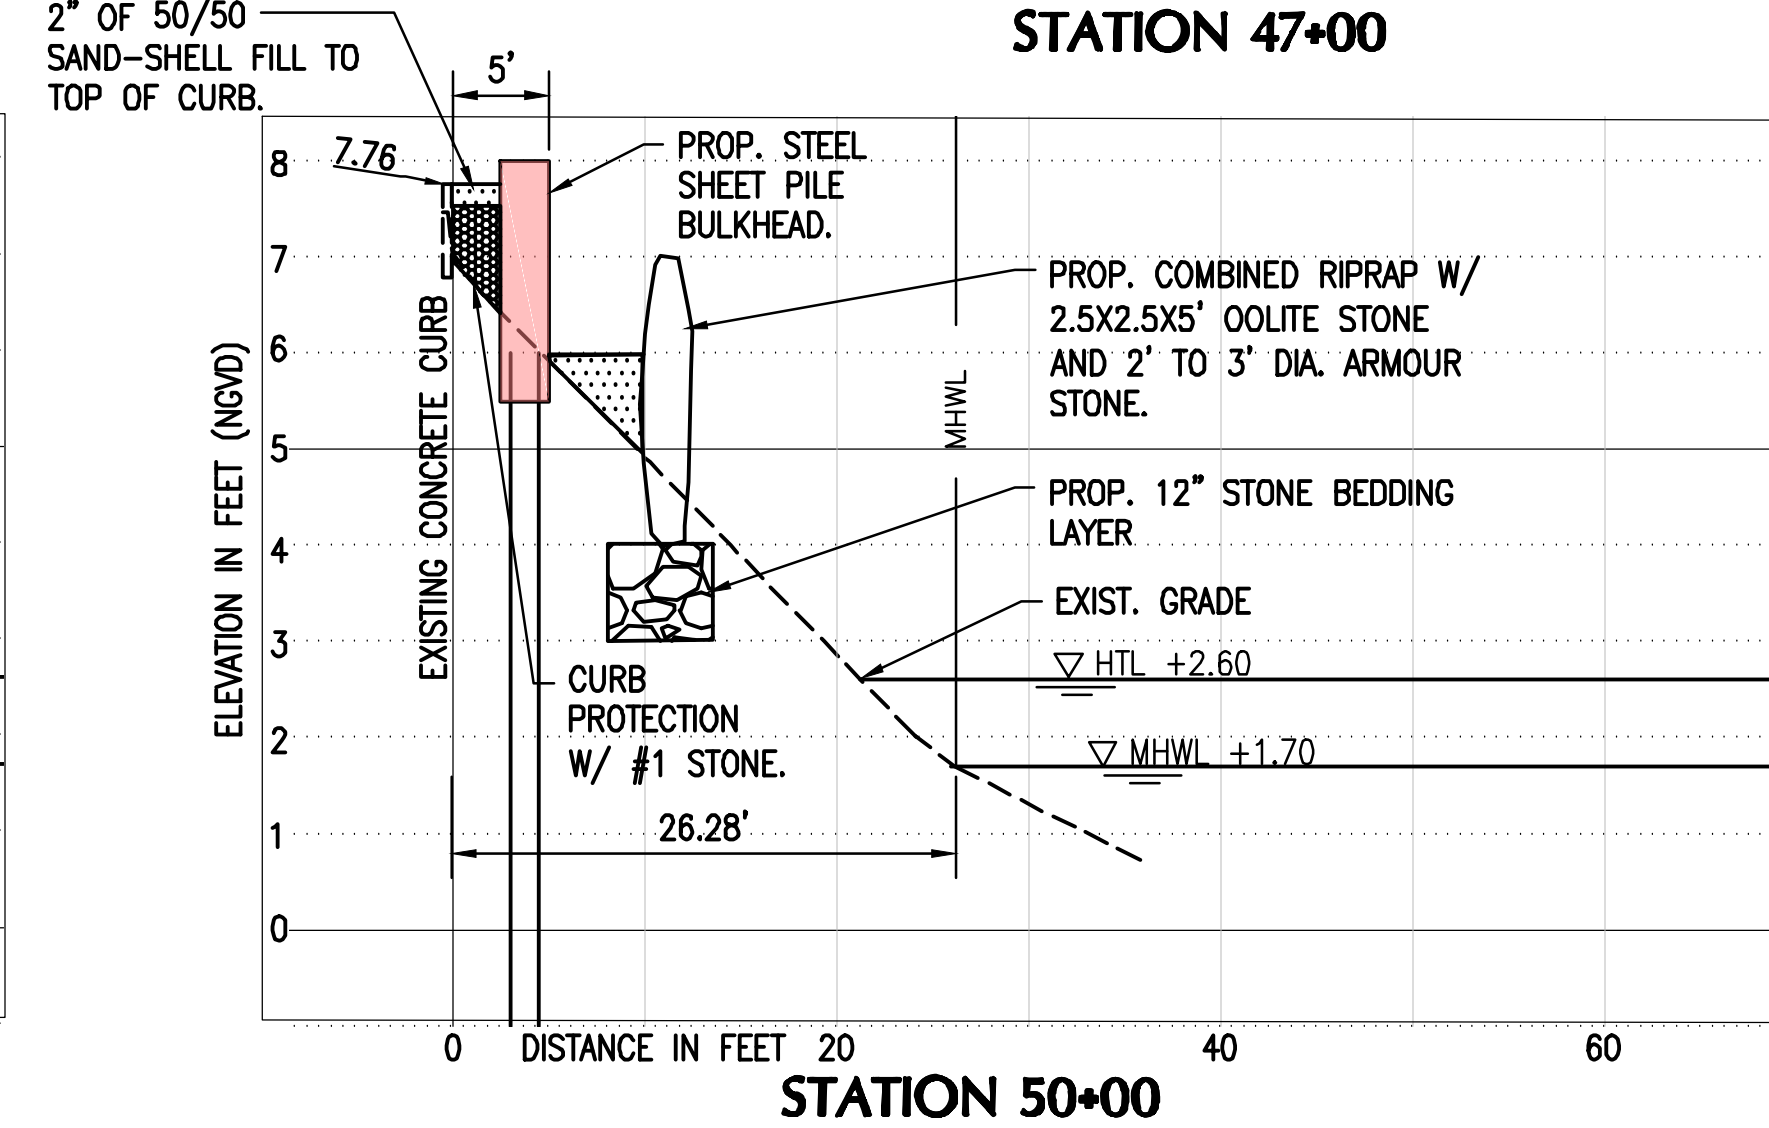 STATION 47+00
2" OF 50/50
SAND-SHELL FILL TO
TOP OF CURB.
5'
7.76
PROP. STEEL
SHEET PILE
BULKHEAD.
PROP. COMBINED RIPRAP W/
2.5X2.5X5' OOLITE STONE
AND 2' TO 3' DIA. ARMOUR
STONE.
MHWL
PROP. 12" STONE BEDDING
LAYER
EXIST. GRADE
HTL +2.60
MHWL +1.70
EXISTING CONCRETE CURB
CURB
PROTECTION
W/ #1 STONE.
26.28'
ELEVATION IN FEET (NGVD)
8
7
6
5
4
3
2
1
0
0 DISTANCE IN FEET 20 40 60
STATION 50+00